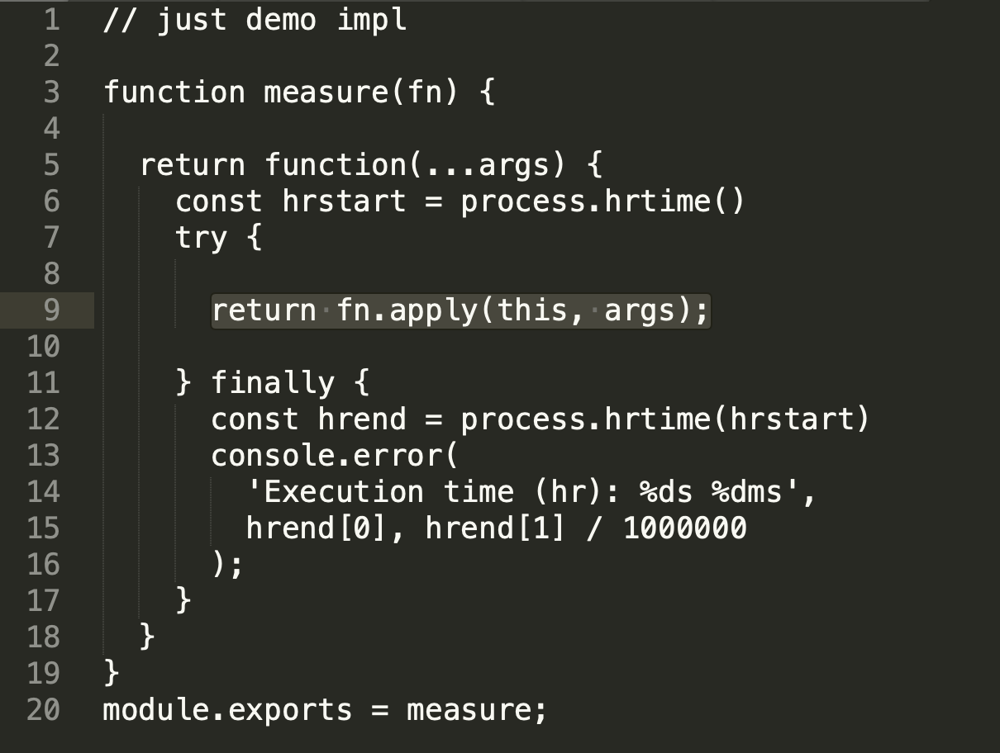 1 // just demo impl
2
3 function measure(fn) {
4
5   return function(...args) {
6     const hrstart = process.hrtime()
7     try {
8
9       return fn.apply(this, args);
10
11     } finally {
12       const hrend = process.hrtime(hrstart)
13       console.error(
14         'Execution time (hr): %ds %dms',
15         hrend[0], hrend[1] / 1000000
16       );
17     }
18   }
19 }
20 module.exports = measure;